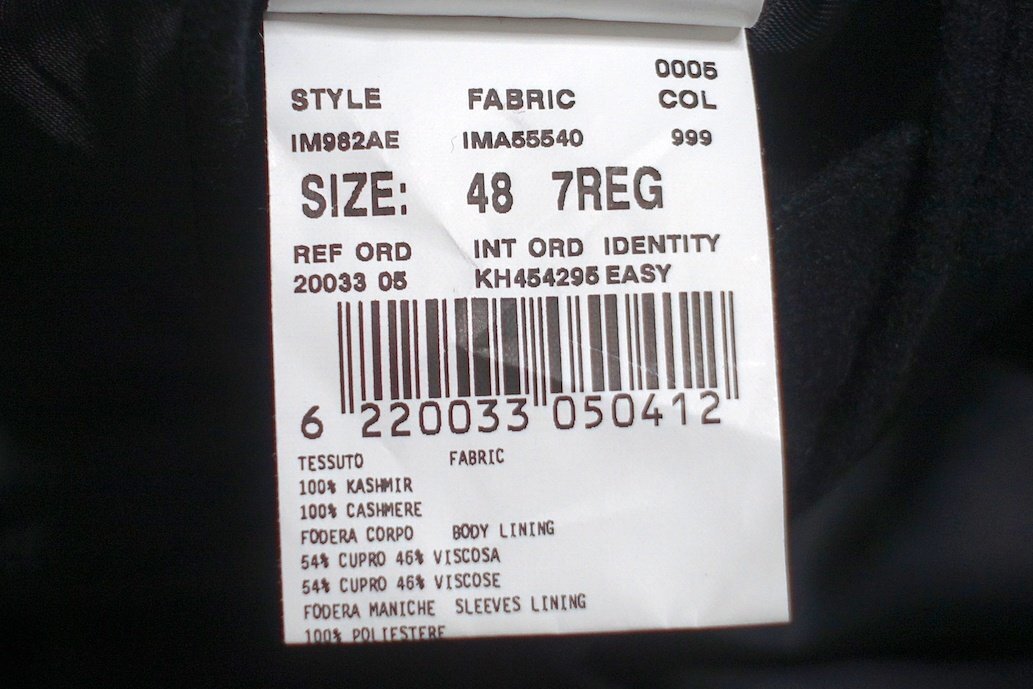 0005
STYLE FABRIC COL
IM982AE IMA55540 999
SIZE: 48 7REG
REF ORD INT ORD IDENTITY
20033 05 KH454295 EASY
6 220033 050412
TESSUTO FABRIC
100% KASHMIR
100% CASHMERE
FODERA CORPO BODY LINING
54% CUPRO 46% VISCOSA
54% CUPRO 46% VISCOSE
FODERA MANICHE SLEEVES LINING
100% POLIESTERE